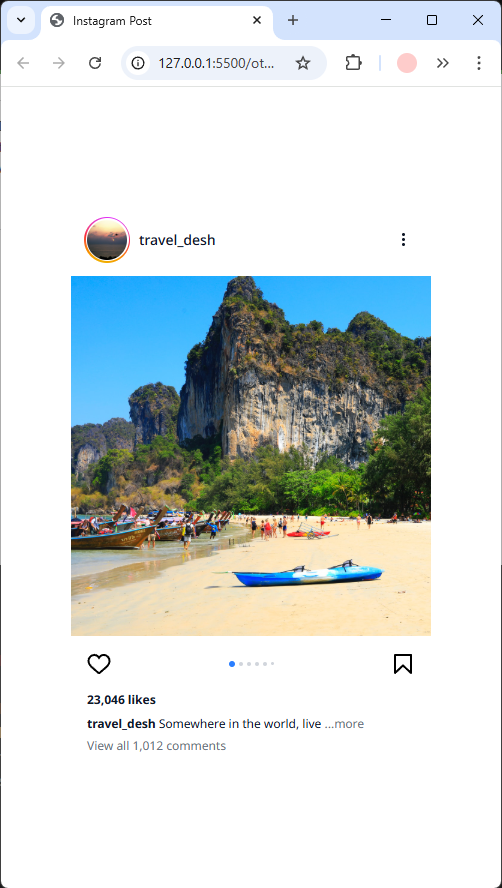 Instagram Post
127.0.0.1:5500/ot...
travel_desh
23,046 likes
travel_desh Somewhere in the world, live ...more
View all 1,012 comments